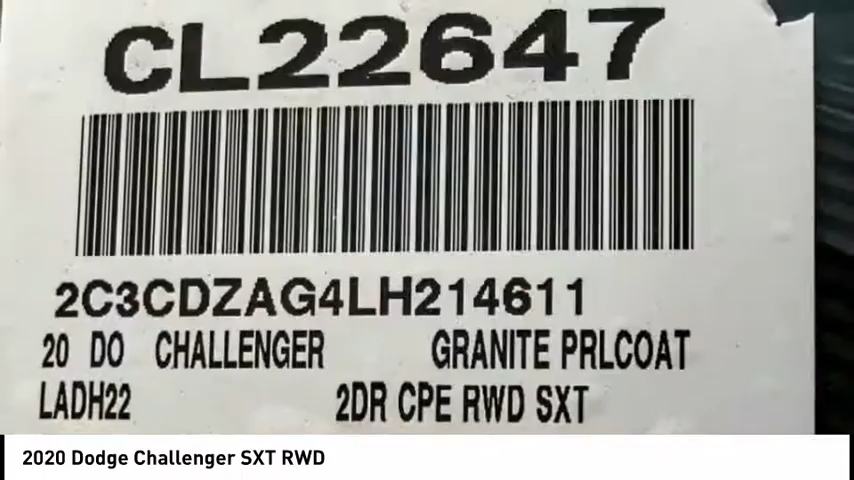 CL22647
2C3CDZAG4LH214611
20 DO CHALLENGER GRANITE PRLCOAT
LADH22 2DR CPE RWD SXT
2020 Dodge Challenger SXT RWD